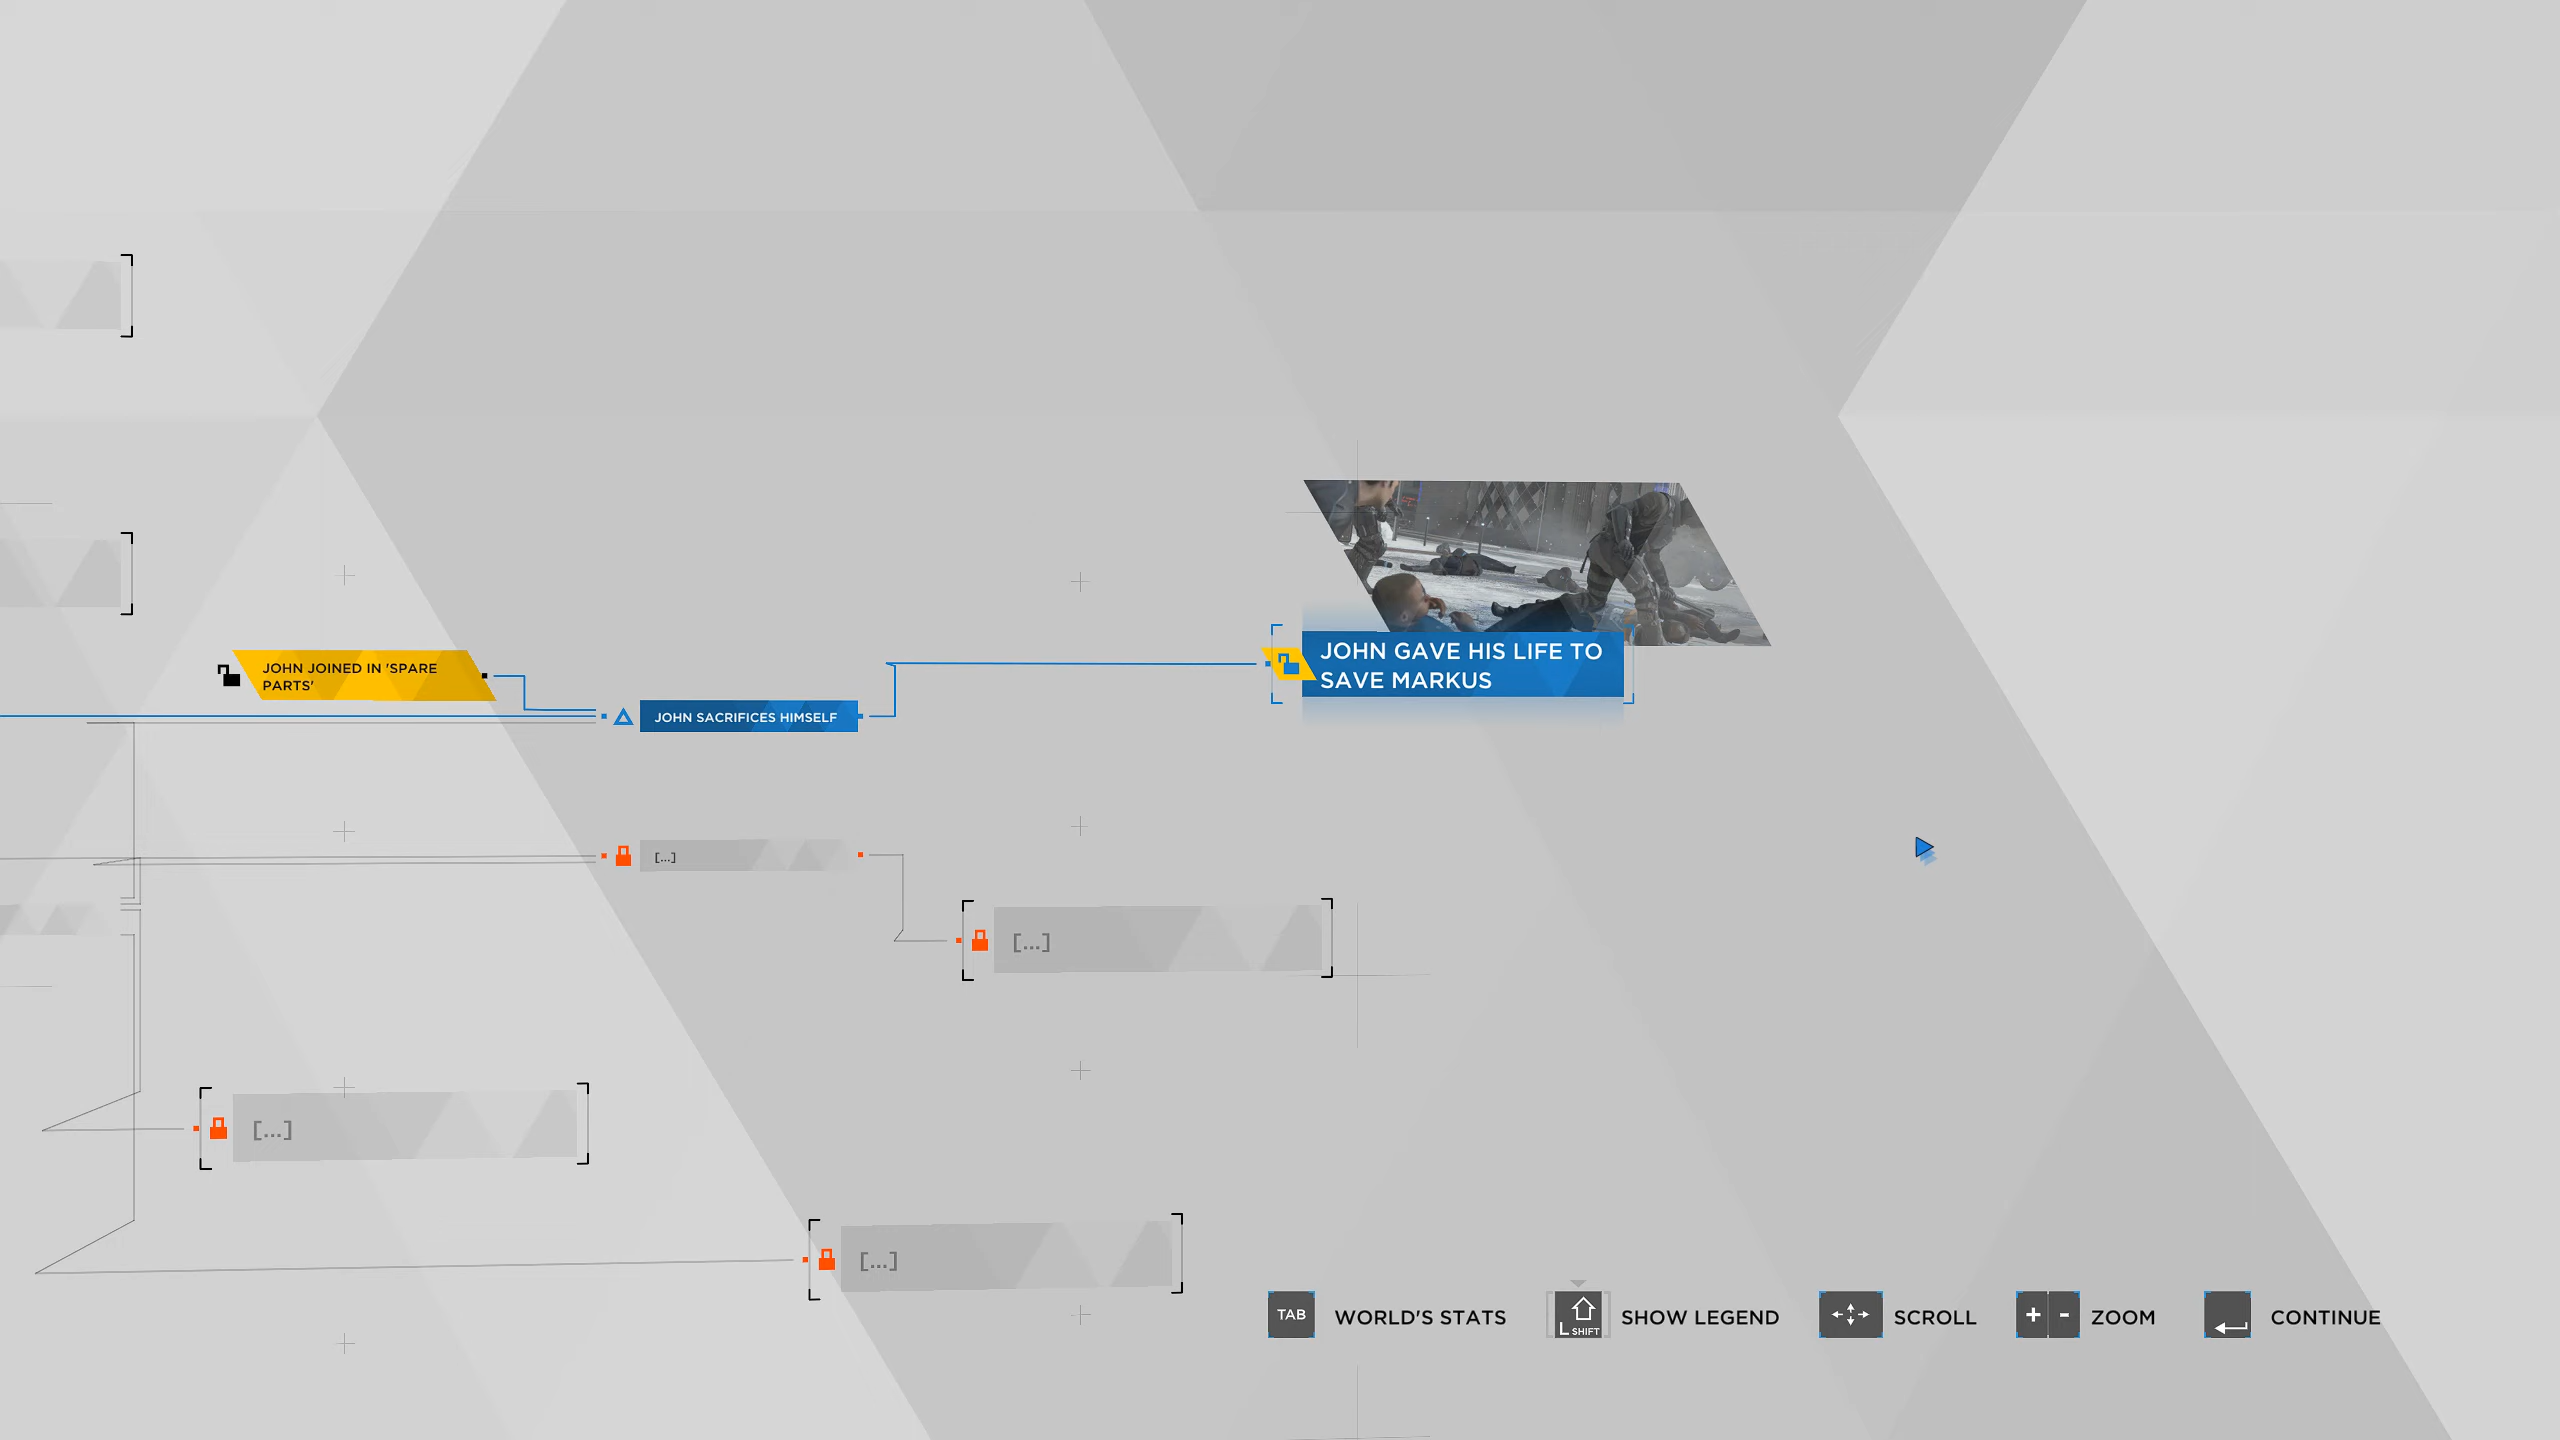 JOHN JOINED IN 'SPARE
PARTS'
JOHN SACRIFICES HIMSELF
JOHN GAVE HIS LIFE TO
SAVE MARKUS
[...]
[...]
[...]
[...]
TAB WORLD'S STATS L SHIFT SHOW LEGEND SCROLL + - ZOOM CONTINUE